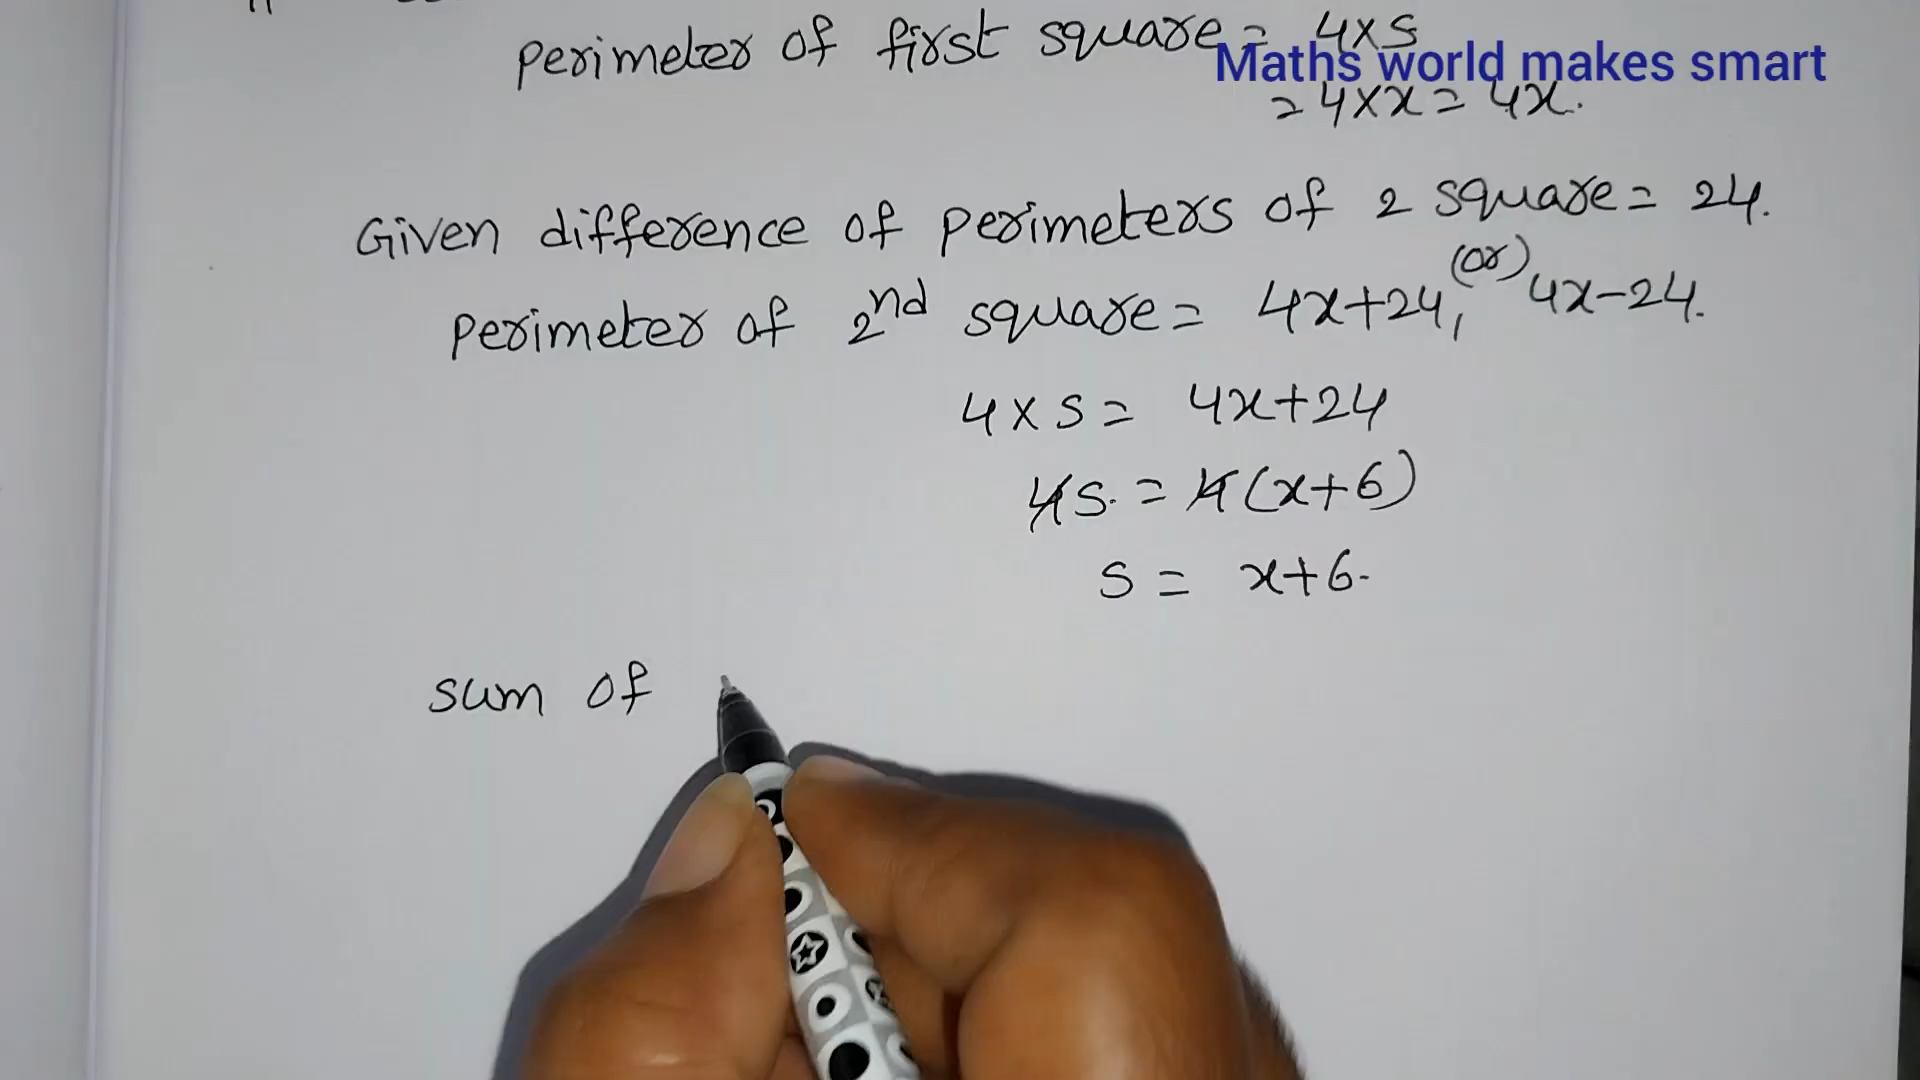 perimeter of first square = 4×s
Maths world makes smart
= 4×x = 4x.
Given difference of perimeters of 2 square = 24.
perimeter of 2nd square = 4x+24, (or) 4x-24.
4×s = 4x+24
4s. = 4(x+6)
s = x+6.
sum of